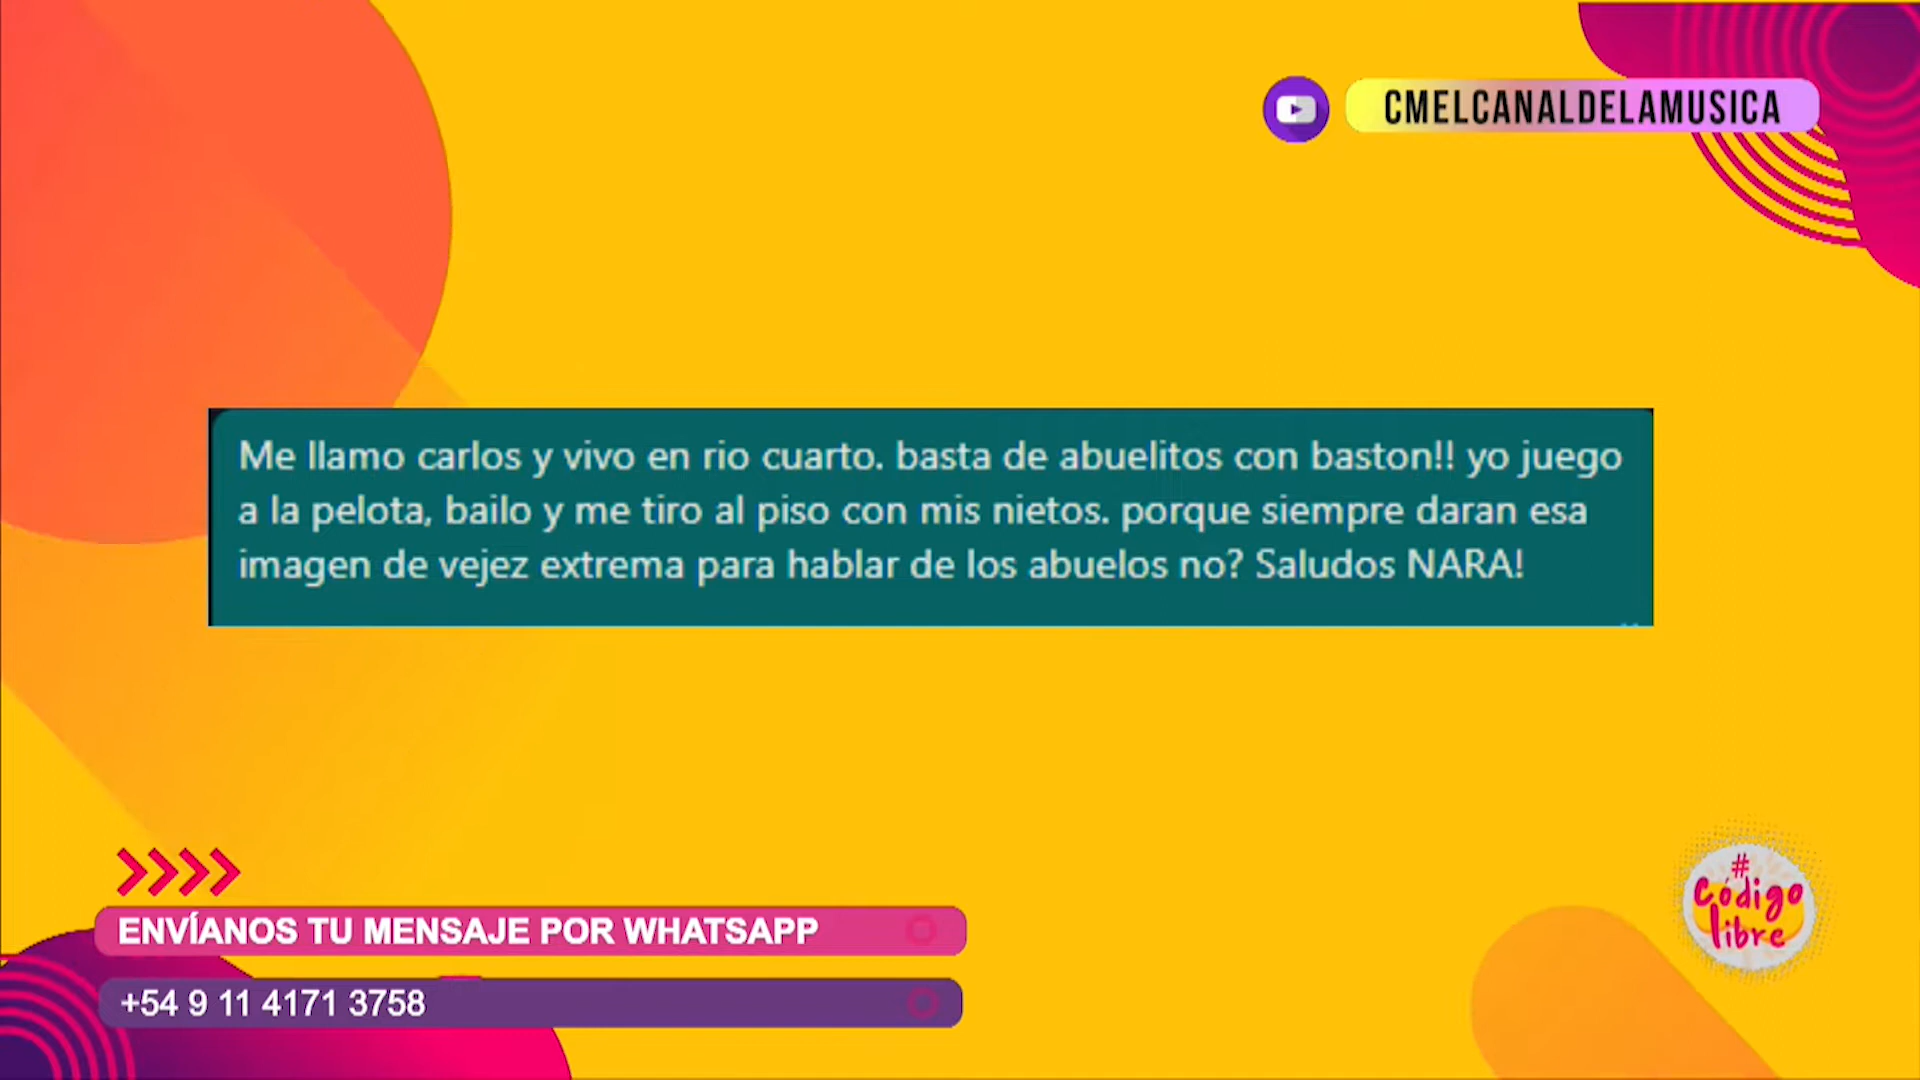 CMELCANALDELAMUSICA
Me llamo carlos y vivo en rio cuarto. basta de abuelitos con baston!! yo juego
a la pelota, bailo y me tiro al piso con mis nietos. porque siempre daran esa
imagen de vejez extrema para hablar de los abuelos no? Saludos NARA!
ENVÍANOS TU MENSAJE POR WHATSAPP
+54 9 11 4171 3758
#
Código
libre